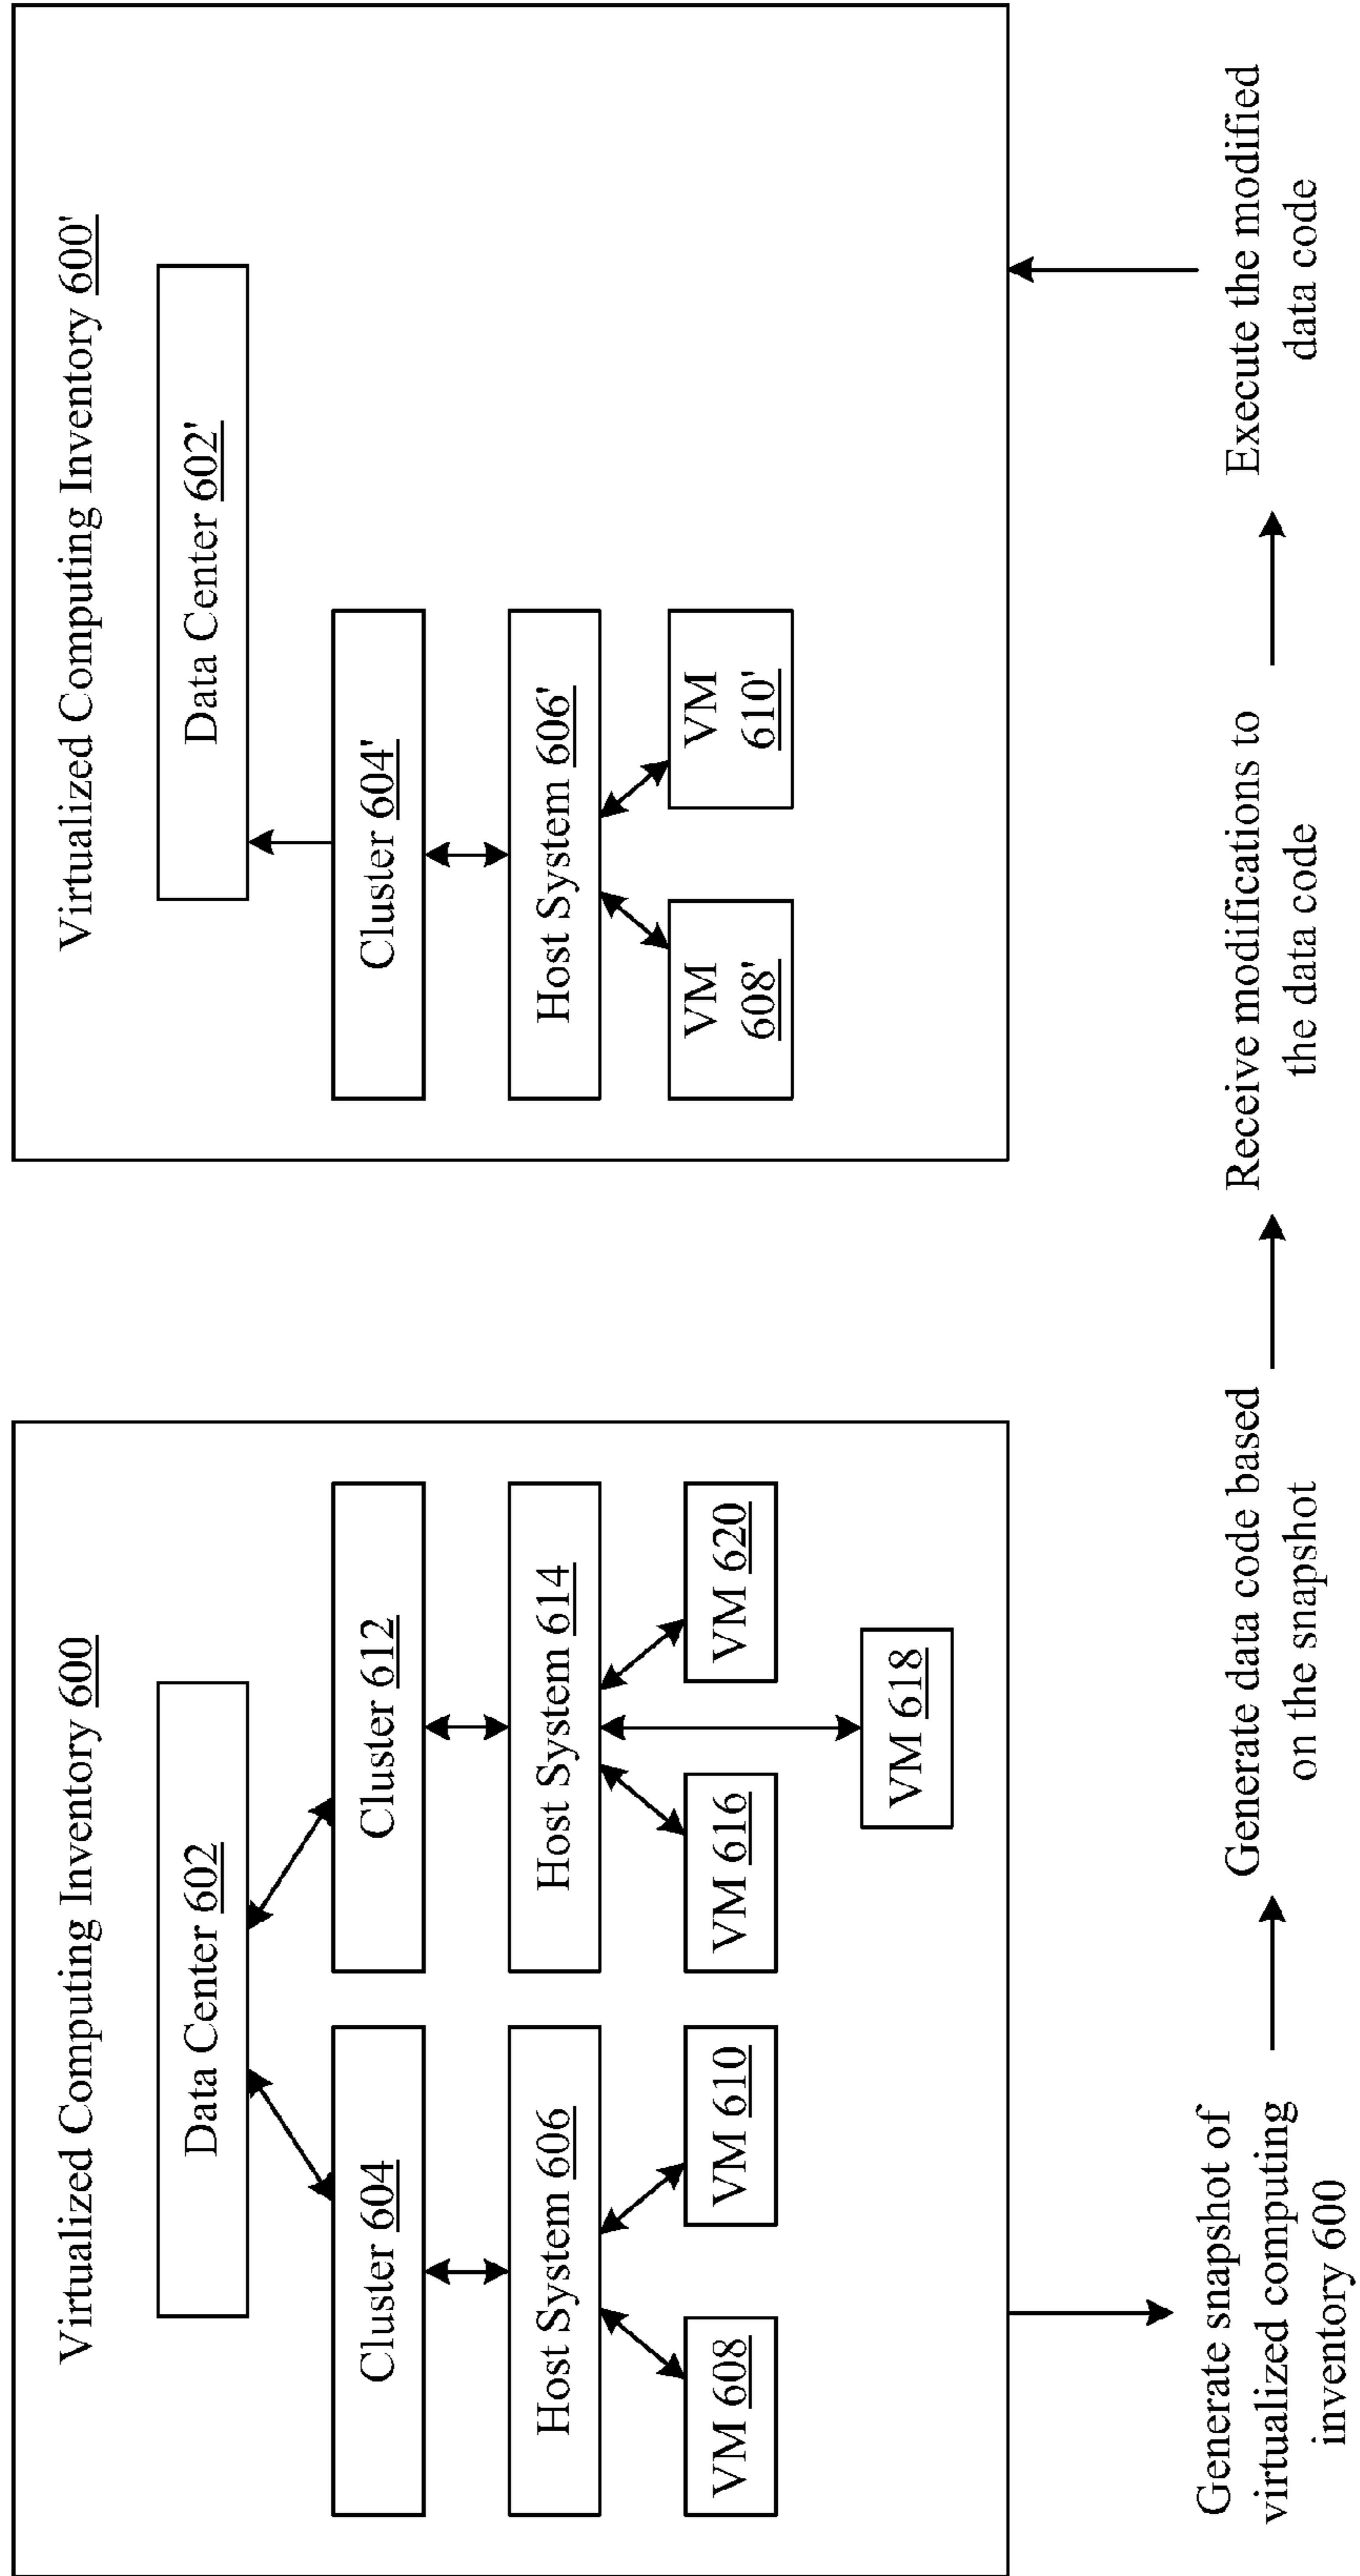 Virtualized Computing Inventory 600
Data Center 602
Cluster 604
Cluster 612
Host System 606
Host System 614
VM 608
VM 610
VM 616
VM 620
VM 618
Virtualized Computing Inventory 600'
Data Center 602'
Cluster 604'
Host System 606'
VM
608'
VM
610'
Generate snapshot of
virtualized computing
inventory 600
Generate data code based
on the snapshot
Receive modifications to
the data code
Execute the modified
data code